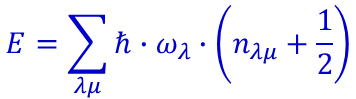 E = ∑_{λμ} ħ · ω_λ · (n_{λμ} + 1/2)